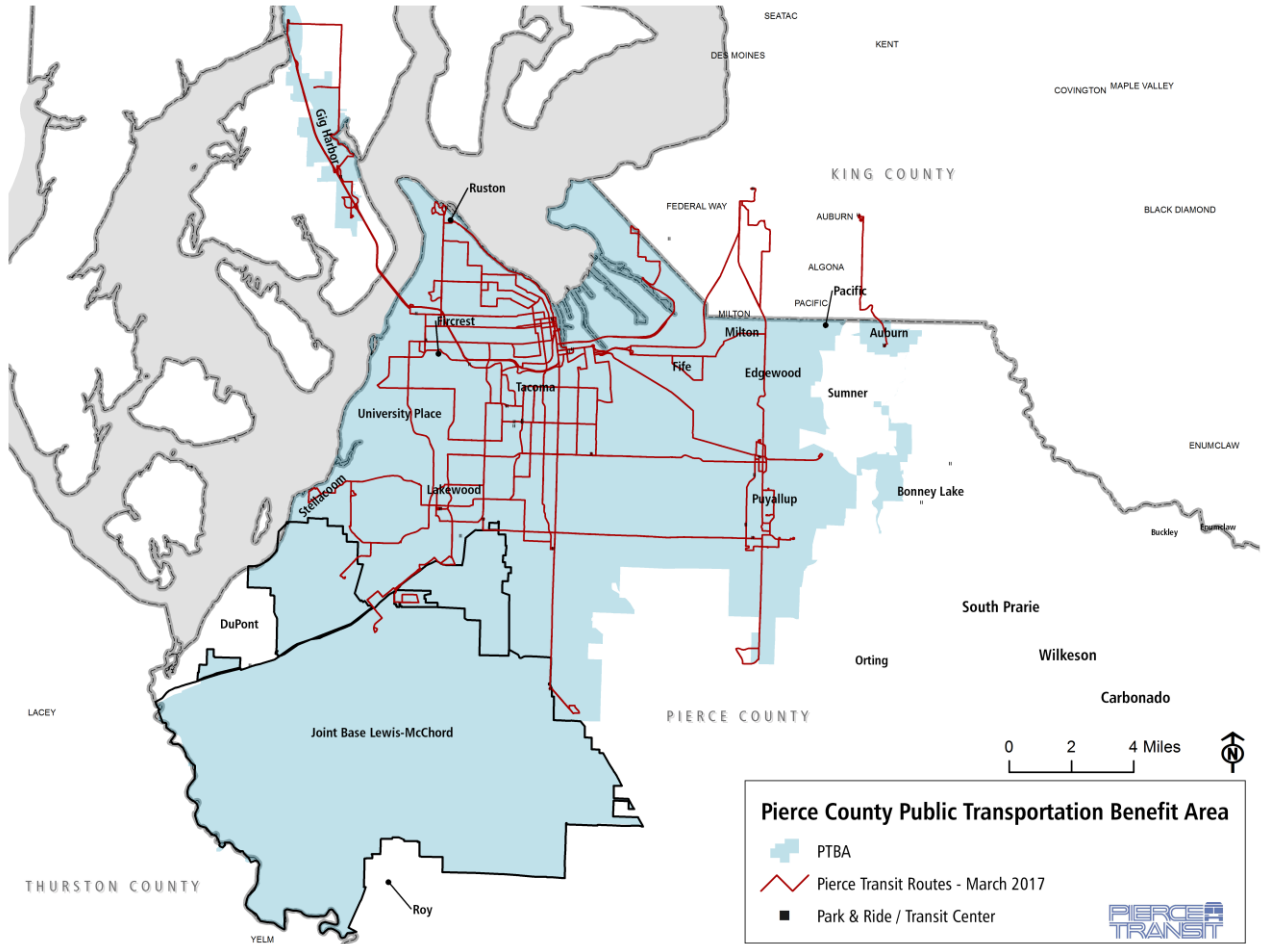 SEATAC
KENT
DES MOINES
COVINGTON
MAPLE VALLEY
Gig Harbor
KING COUNTY
Ruston
FEDERAL WAY
AUBURN
BLACK DIAMOND
ALGONA
Pacific
PACIFIC
MILTON
Fircrest
Milton
Auburn
Fife
Edgewood
Tacoma
Sumner
University Place
ENUMCLAW
Steilacoom
Lakewood
Puyallup
Bonney Lake
Buckley
Enumclaw
DuPont
South Prarie
Wilkeson
Orting
Carbonado
LACEY
PIERCE COUNTY
Joint Base Lewis-McChord
0 2 4 Miles
N
Pierce County Public Transportation Benefit Area
PTBA
Pierce Transit Routes - March 2017
Park & Ride / Transit Center
PIERCE
TRANSIT
THURSTON COUNTY
Roy
YELM